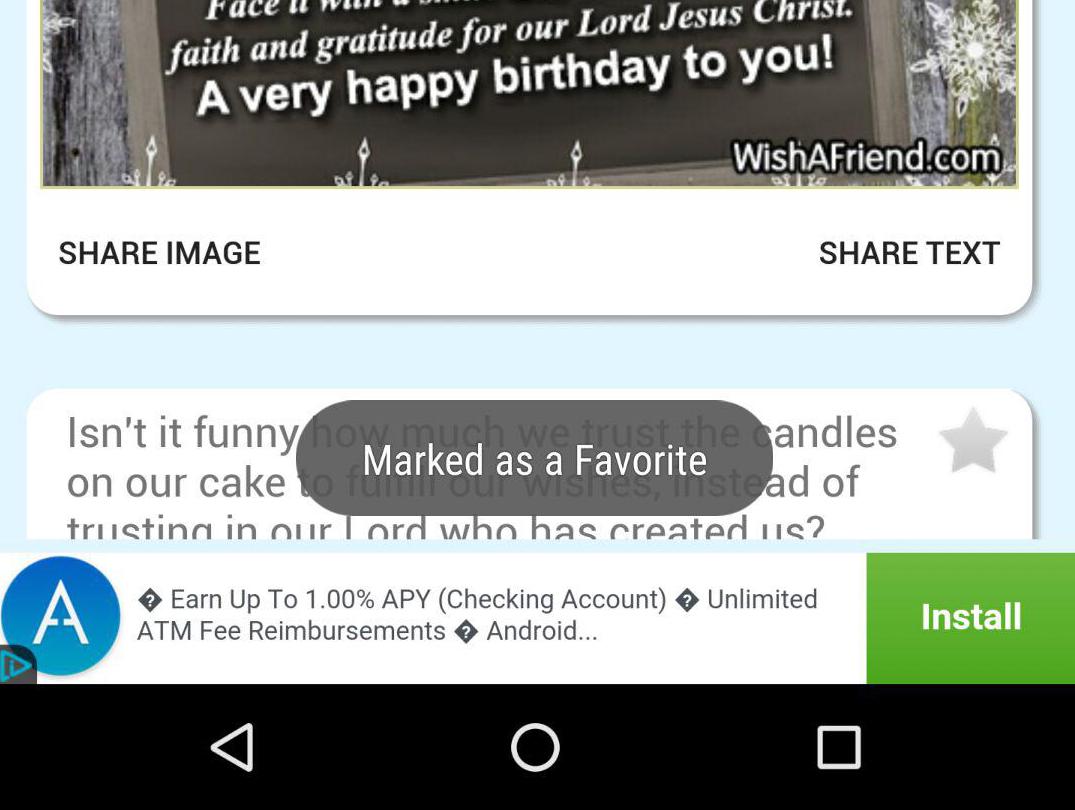 Face it with a
faith and gratitude for our Lord Jesus Christ.
A very happy birthday to you!
WishAFriend.com
SHARE IMAGE
SHARE TEXT
Isn't it funny how much we trust the candles
on our cake to fulfill our wishes, instead of
trusting in our Lord who has created us?
Marked as a Favorite
� Earn Up To 1.00% APY (Checking Account) � Unlimited
ATM Fee Reimbursements � Android...
Install